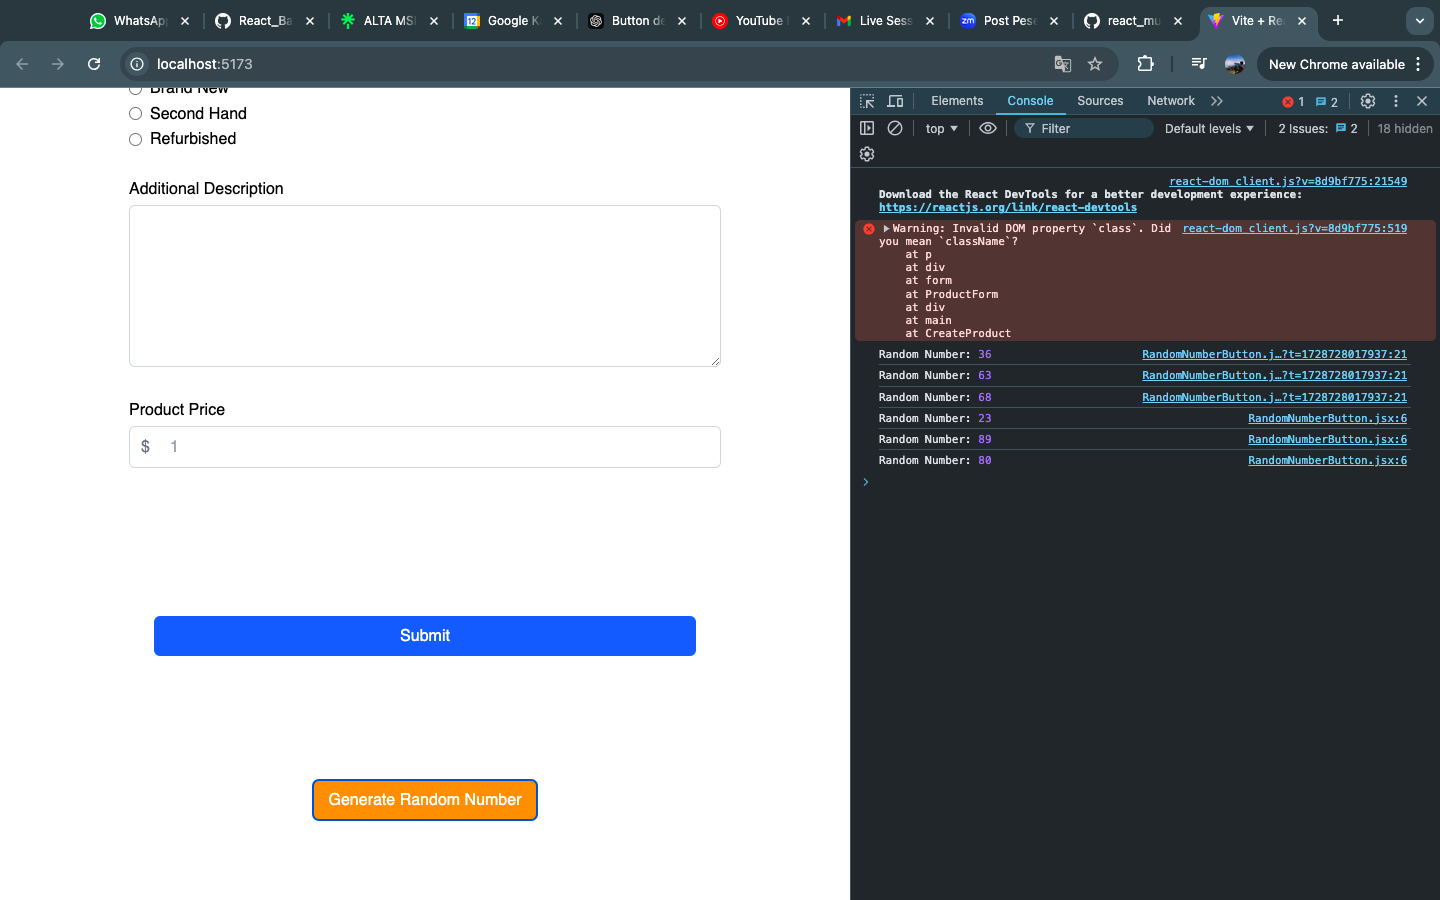 WhatsApp
React_Ba
ALTA MS
Google K
Button de
YouTube
Live Sess
Post Pese
react_mu
Vite + Re
localhost:5173
New Chrome available
Brand New
Second Hand
Refurbished
Additional Description
Product Price
$ 1
Submit
Generate Random Number
Elements
Console
Sources
Network
1
2
top
Filter
Default levels
2 Issues: 2
18 hidden
react-dom_client.js?v=8d9bf775:21549
Download the React DevTools for a better development experience:
https://reactjs.org/link/react-devtools
Warning: Invalid DOM property `class`. Did react-dom_client.js?v=8d9bf775:519
you mean `className`?
at p
at div
at form
at ProductForm
at div
at main
at CreateProduct
Random Number: 36 RandomNumberButton.j…?t=1728728017937:21
Random Number: 63 RandomNumberButton.j…?t=1728728017937:21
Random Number: 68 RandomNumberButton.j…?t=1728728017937:21
Random Number: 23 RandomNumberButton.jsx:6
Random Number: 89 RandomNumberButton.jsx:6
Random Number: 80 RandomNumberButton.jsx:6